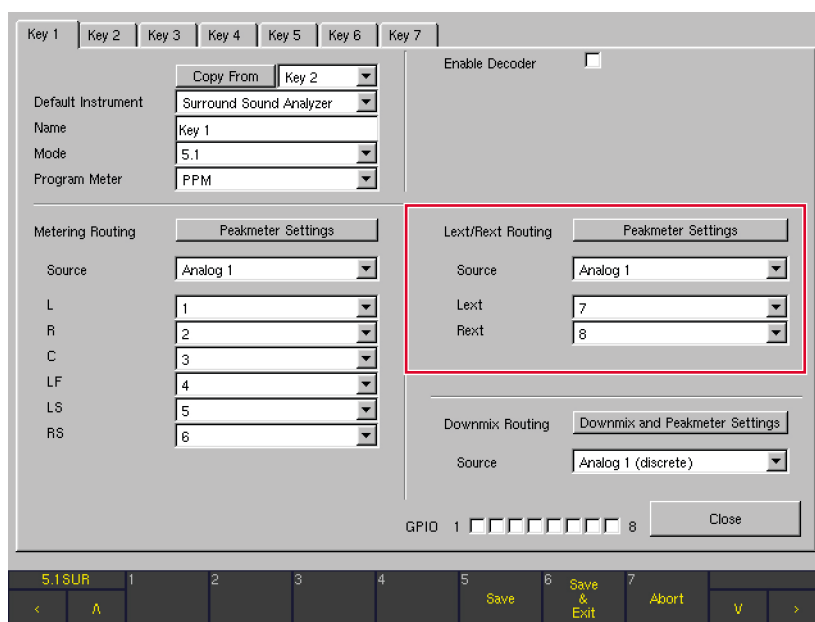 Key 1 Key 2 Key 3 Key 4 Key 5 Key 6 Key 7
Copy From Key 2
Default Instrument Surround Sound Analyzer
Name Key 1
Mode 5.1
Program Meter PPM
Enable Decoder
Metering Routing Peakmeter Settings
Source Analog 1
L 1
R 2
C 3
LF 4
LS 5
RS 6
Lext/Rext Routing Peakmeter Settings
Source Analog 1
Lext 7
Rext 8
Downmix Routing Downmix and Peakmeter Settings
Source Analog 1 (discrete)
GPIO 1 8
Close
5.1SUR 1 2 3 4 5 Save 6 Save & Exit 7 Abort
< Λ V >